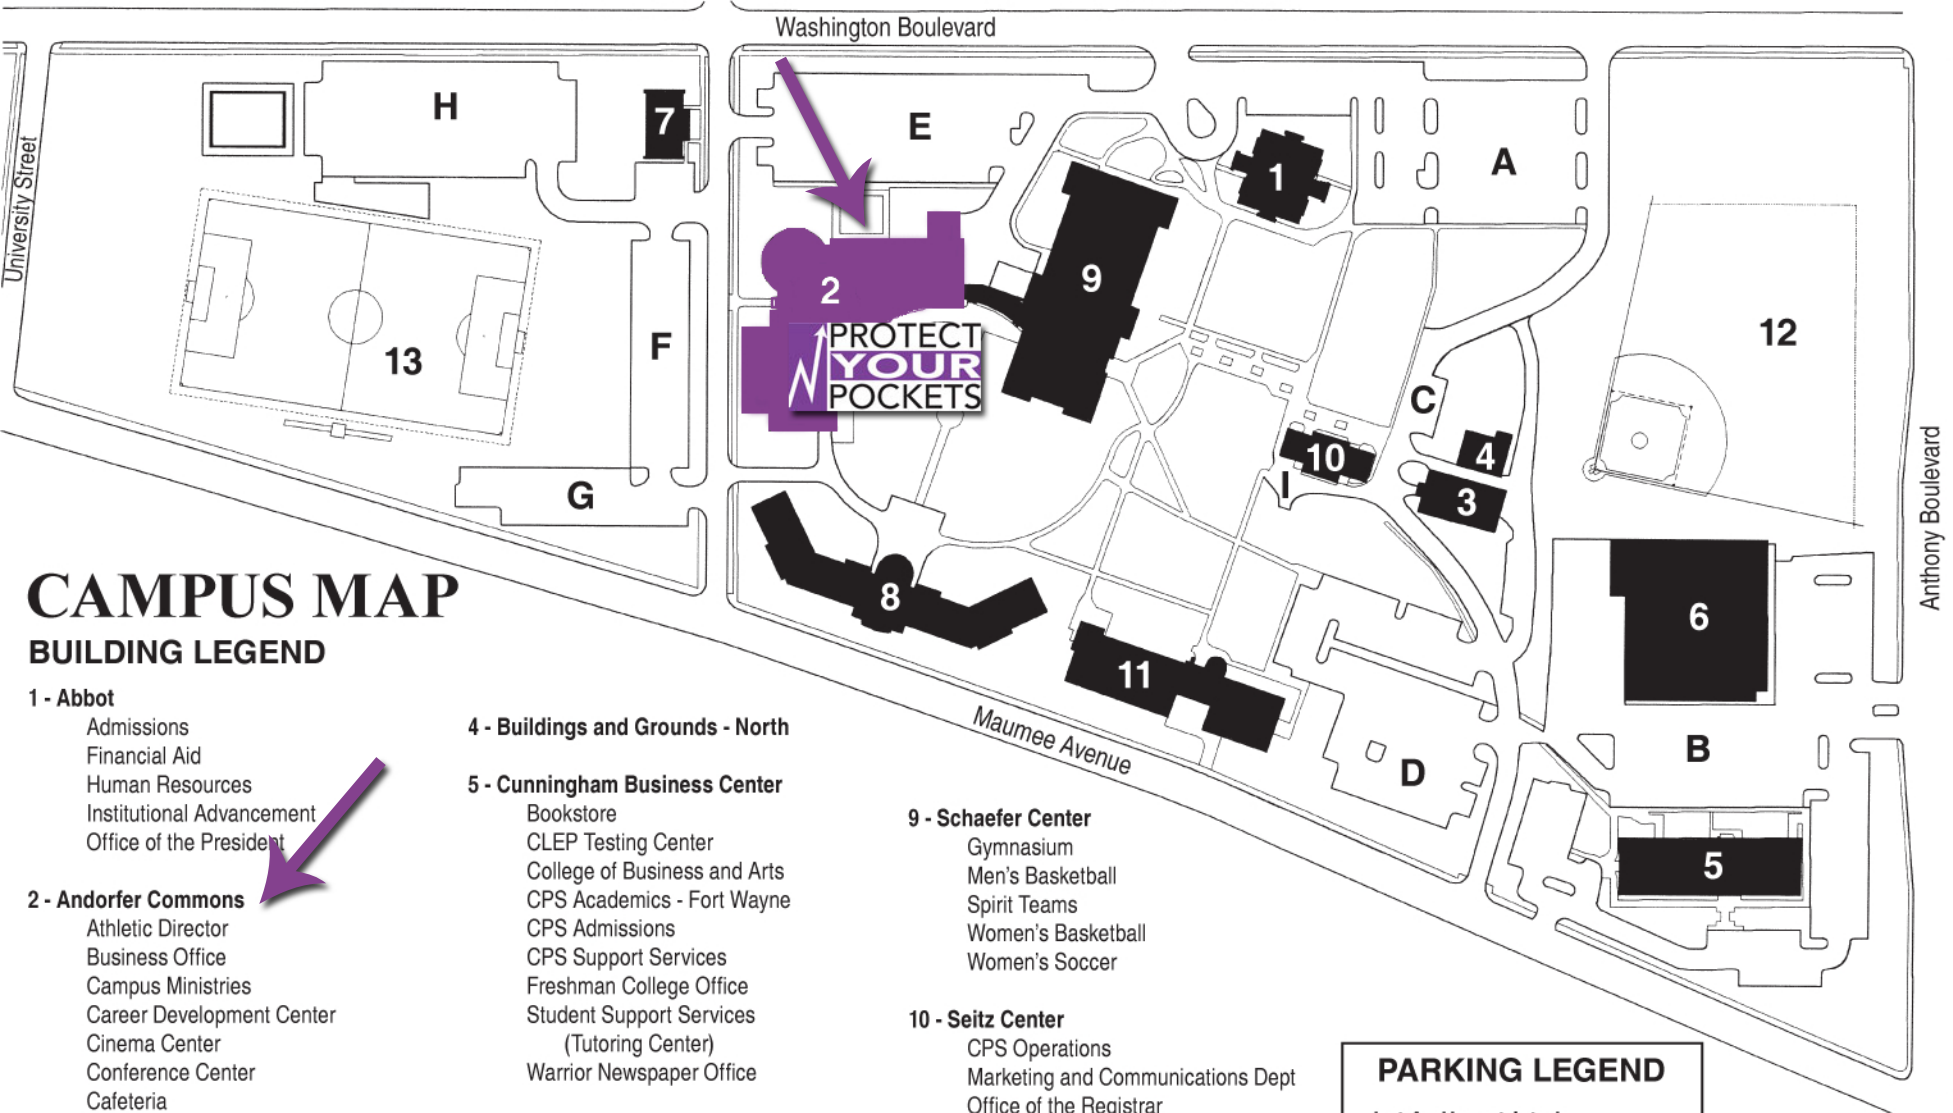 Washington Boulevard
University Street
H
7
E
1
A
2
9
PROTECT
YOUR
POCKETS
13
F
12
C
10
4
I
3
G
Anthony Boulevard
8
6
11
Maumee Avenue
B
D
5
CAMPUS MAP
BUILDING LEGEND
1 - Abbot
Admissions
Financial Aid
Human Resources
Institutional Advancement
Office of the President
2 - Andorfer Commons
Athletic Director
Business Office
Campus Ministries
Career Development Center
Cinema Center
Conference Center
Cafeteria
4 - Buildings and Grounds - North
5 - Cunningham Business Center
Bookstore
CLEP Testing Center
College of Business and Arts
CPS Academics - Fort Wayne
CPS Admissions
CPS Support Services
Freshman College Office
Student Support Services
(Tutoring Center)
Warrior Newspaper Office
9 - Schaefer Center
Gymnasium
Men's Basketball
Spirit Teams
Women's Basketball
Women's Soccer
10 - Seitz Center
CPS Operations
Marketing and Communications Dept
Office of the Registrar
PARKING LEGEND